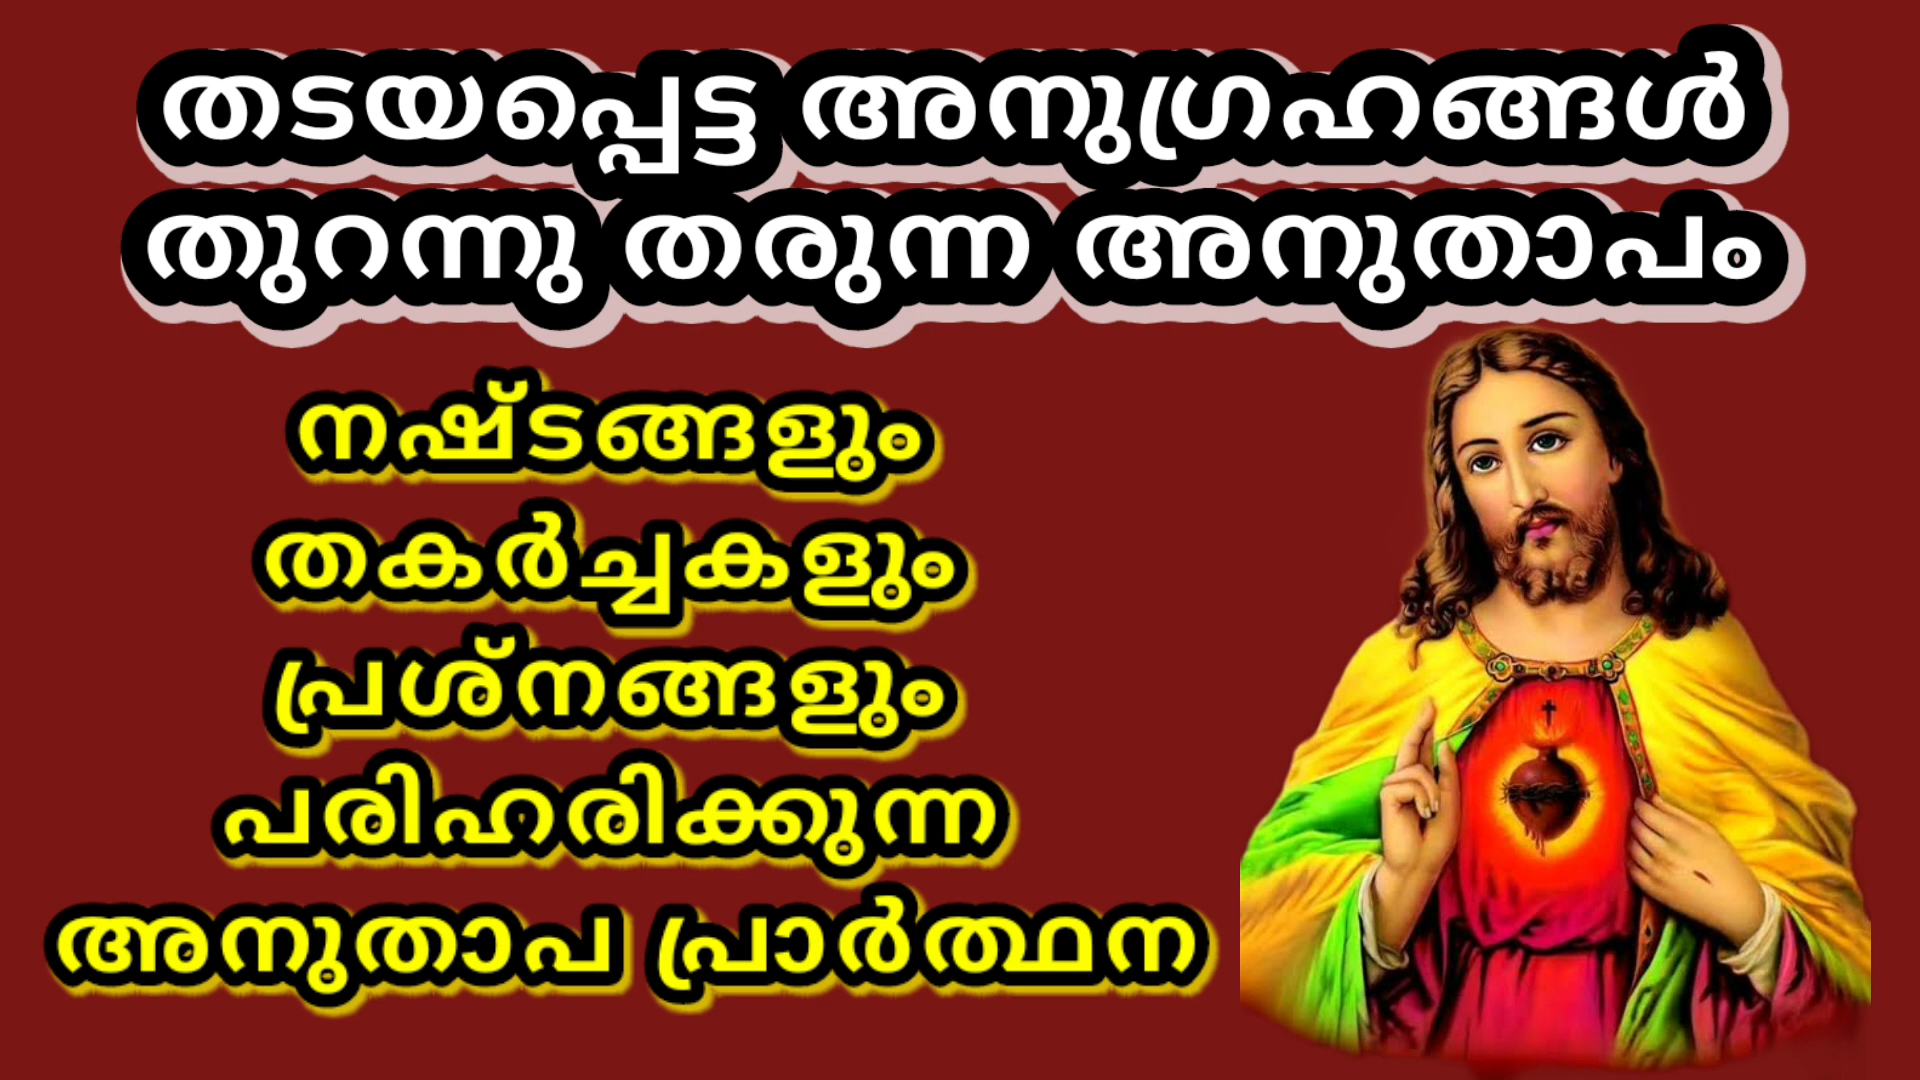 തടയപ്പെട്ട അനുഗ്രഹങ്ങൾ
തുറന്നു തരുന്ന അനുതാപം
നഷ്ടങ്ങളും
തകർച്ചകളും
പ്രശ്നങ്ങളും
പരിഹരിക്കുന്ന
അനുതാപ പ്രാർത്ഥന